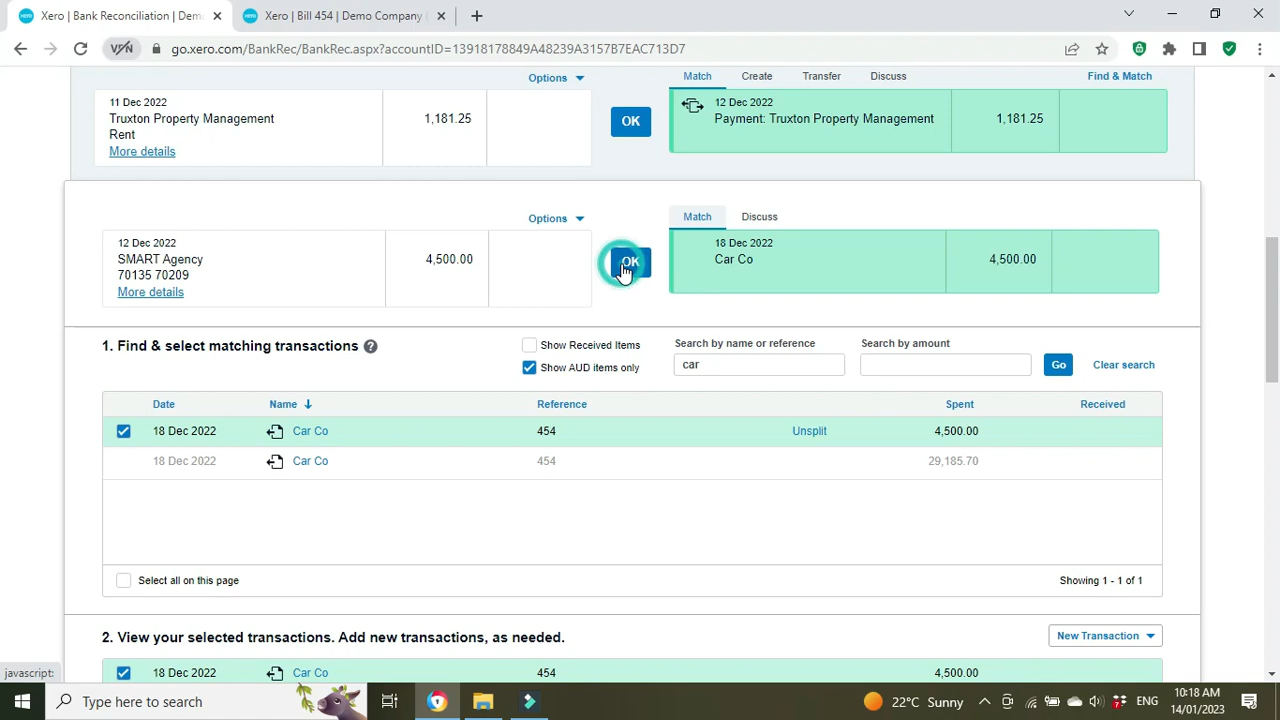 Xero | Bank Reconciliation | Dem
Xero | Bill 454 | Demo Company (
VPN
go.xero.com/BankRec/BankRec.aspx?accountID=13918178849A48239A3157B7EAC713D7
Options
Match Create Transfer Discuss Find & Match
11 Dec 2022
Truxton Property Management
Rent
More details
1,181.25
OK
12 Dec 2022
Payment: Truxton Property Management
1,181.25
Options
Match Discuss
12 Dec 2022
SMART Agency
70135 70209
More details
4,500.00
OK
18 Dec 2022
Car Co
4,500.00
1. Find & select matching transactions ?
Show Received Items
Show AUD items only
Search by name or reference
car
Search by amount
Go
Clear search
Date Name Reference Spent Received
18 Dec 2022 Car Co 454 Unsplit 4,500.00
18 Dec 2022 Car Co 454 29,185.70
Select all on this page
Showing 1 - 1 of 1
2. View your selected transactions. Add new transactions, as needed.
New Transaction
18 Dec 2022 Car Co 454 4,500.00
javascript:
Type here to search
22°C Sunny
ENG
10:18 AM
14/01/2023